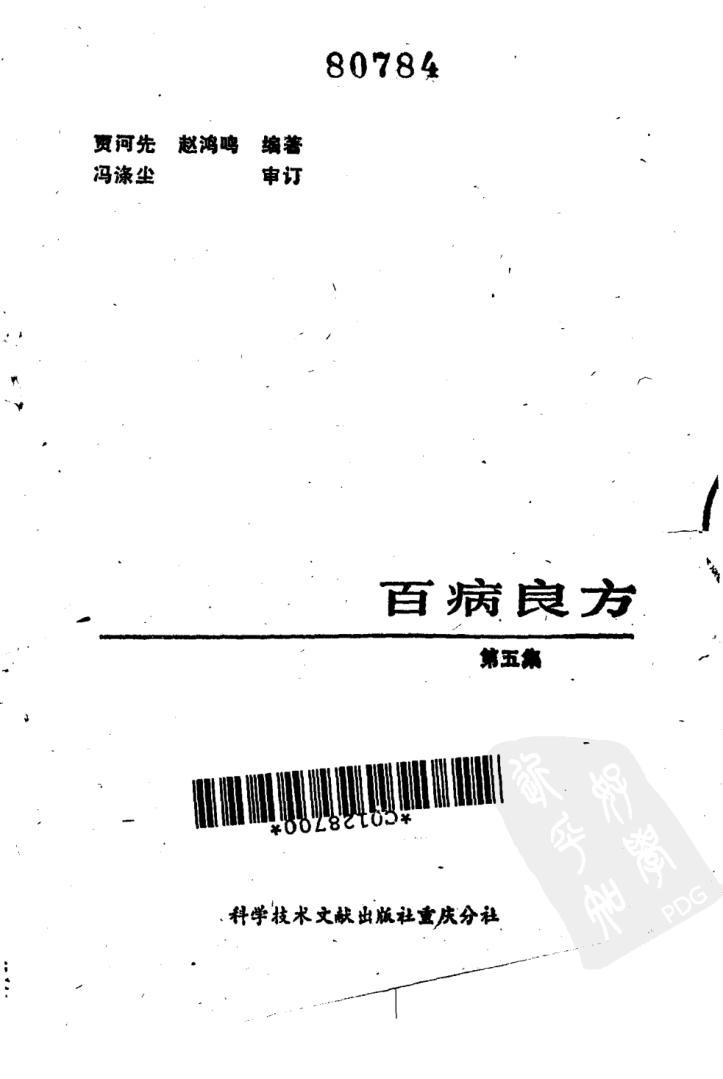 80784
贾河先 赵鸿鸣 编著
冯涤尘 审订
百病良方
第五集
*C0128700*
科学技术文献出版社重庆分社
PDG